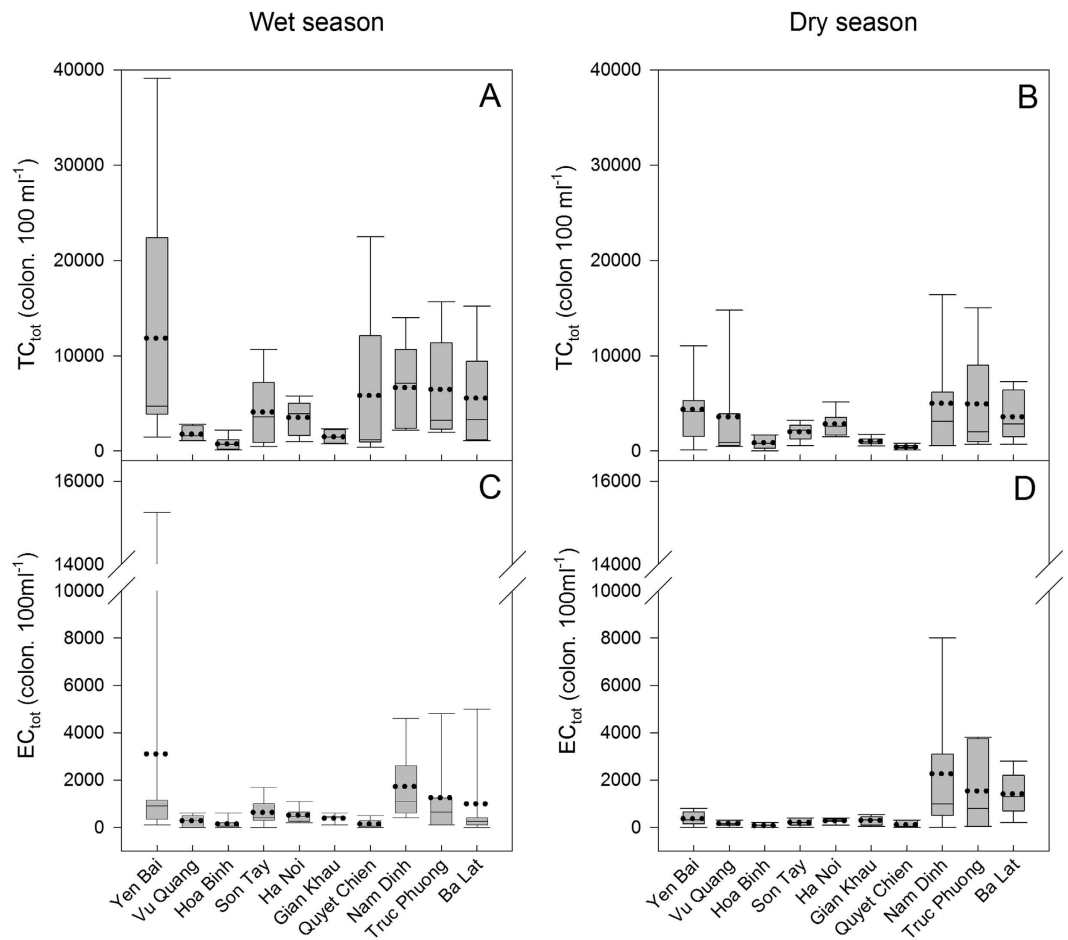 Wet season
Dry season
A
40000
30000
20000
10000
0
TC_tot (colon. 100 ml⁻¹)
B
40000
30000
20000
10000
0
TC_tot (colon 100 ml⁻¹)
C
16000
14000
10000
8000
6000
4000
2000
0
EC_tot (colon. 100ml⁻¹)
D
16000
14000
10000
8000
6000
4000
2000
0
EC_tot (colon. 100ml⁻¹)
Yen Bai
Vu Quang
Hoa Binh
Son Tay
Ha Noi
Gian Khau
Quyet Chien
Nam Dinh
Truc Phuong
Ba Lat
Yen Bai
Vu Quang
Hoa Binh
Son Tay
Ha Noi
Gian Khau
Quyet Chien
Nam Dinh
Truc Phuong
Ba Lat